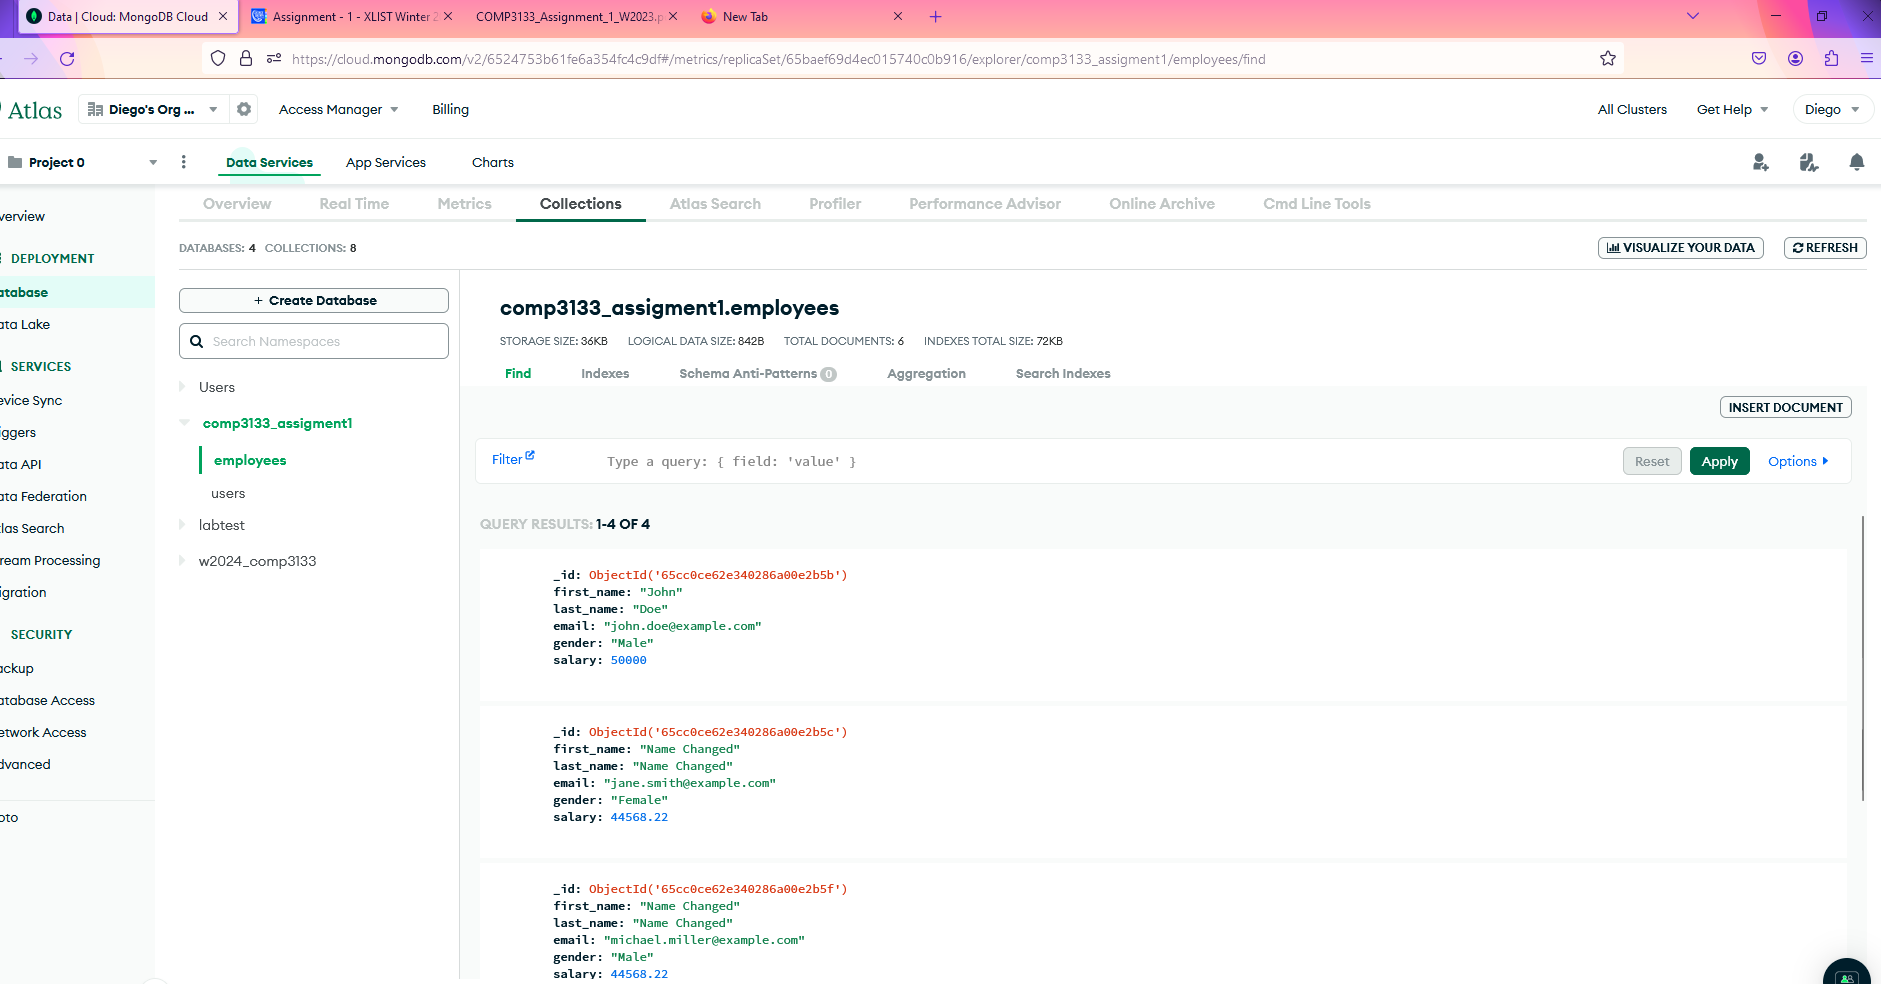 Data | Cloud: MongoDB Cloud
Assignment - 1 - XLIST Winter 2
COMP3133_Assignment_1_W2023.p
New Tab
https://cloud.mongodb.com/v2/6524753b61fe6a354fc4c9df#/metrics/replicaSet/65baef69d4ec015740c0b916/explorer/comp3133_assigment1/employees/find
Atlas
Diego's Org ...
Access Manager
Billing
All Clusters
Get Help
Diego
Project 0
Data Services
App Services
Charts
verview
DEPLOYMENT
atabase
ata Lake
SERVICES
evice Sync
iggers
ata API
ata Federation
tlas Search
ream Processing
igration
SECURITY
ackup
atabase Access
etwork Access
dvanced
oto
Overview
Real Time
Metrics
Collections
Atlas Search
Profiler
Performance Advisor
Online Archive
Cmd Line Tools
DATABASES: 4 COLLECTIONS: 8
VISUALIZE YOUR DATA
REFRESH
+ Create Database
Search Namespaces
Users
comp3133_assigment1
employees
users
labtest
w2024_comp3133
comp3133_assigment1.employees
STORAGE SIZE: 36KB LOGICAL DATA SIZE: 842B TOTAL DOCUMENTS: 6 INDEXES TOTAL SIZE: 72KB
Find
Indexes
Schema Anti-Patterns 0
Aggregation
Search Indexes
INSERT DOCUMENT
Filter
Type a query: { field: 'value' }
Reset
Apply
Options
QUERY RESULTS: 1-4 OF 4
_id: ObjectId('65cc0ce62e340286a00e2b5b')
first_name: "John"
last_name: "Doe"
email: "john.doe@example.com"
gender: "Male"
salary: 50000
_id: ObjectId('65cc0ce62e340286a00e2b5c')
first_name: "Name Changed"
last_name: "Name Changed"
email: "jane.smith@example.com"
gender: "Female"
salary: 44568.22
_id: ObjectId('65cc0ce62e340286a00e2b5f')
first_name: "Name Changed"
last_name: "Name Changed"
email: "michael.miller@example.com"
gender: "Male"
salary: 44568.22